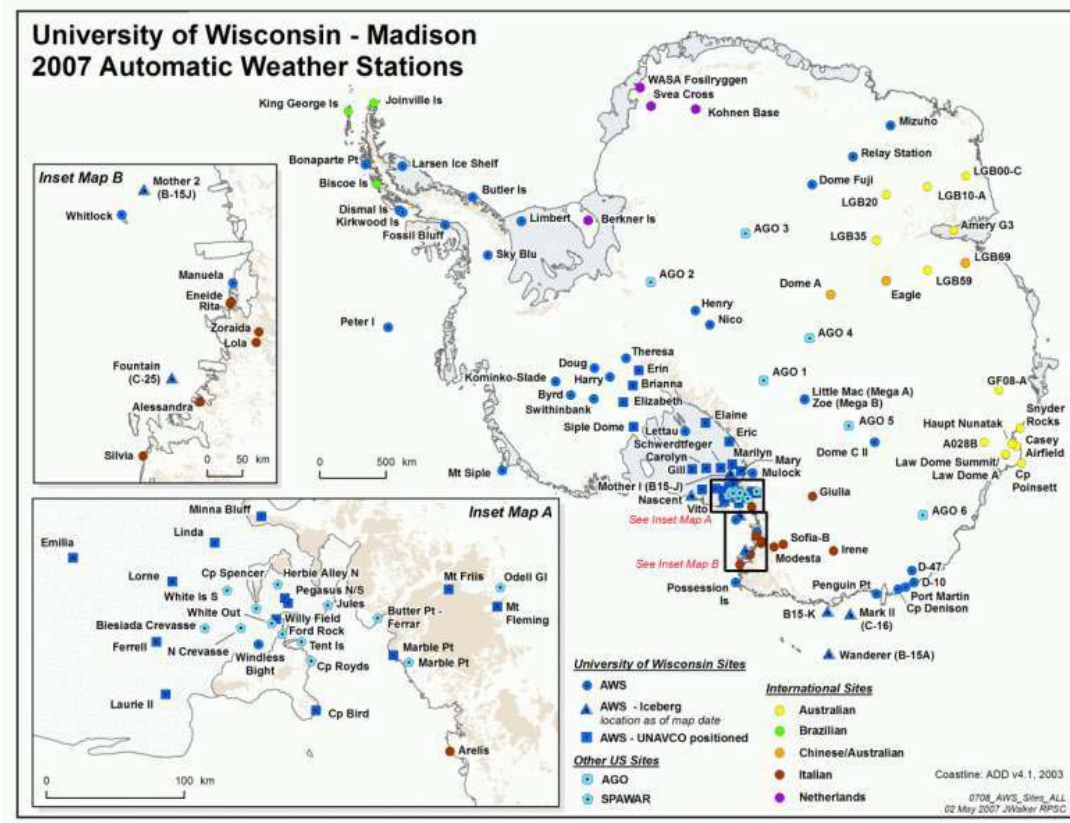 University of Wisconsin - Madison
2007 Automatic Weather Stations
WASA Fosilryggen
Svea Cross
Kohnen Base
King George Is
Joinville Is
Mizuho
Relay Station
Bonaparte Pt
Larsen Ice Shelf
Biscoe Is
Butler Is
Dome Fuji
LGB00-C
LGB10-A
LGB20
Dismal Is
Kirkwood Is
Fossil Bluff
Limbert
Berkner Is
AGO 3
LGB35
Amery G3
Sky Blu
LGB69
AGO 2
LGB59
Dome A
Eagle
Henry
Nico
Peter I
AGO 4
Theresa
Doug
Erin
Harry
Kominko-Slade
Brianna
AGO 1
Byrd
Swithinbank
Elizabeth
Little Mac (Mega A)
Zoe (Mega B)
GF08-A
Snyder
Rocks
Elaine
Siple Dome
Lettau
Eric
AGO 5
Haupt Nunatak
A028B
Casey
Airfield
Schwerdtfeger
Marilyn
Carolyn
Dome C II
Law Dome Summit/
Law Dome A
Cp
Poinsett
Gill
Mary
Mulock
Mt Siple
0
500
km
Mother I (B15-J)
Nascent
Vito
Giulia
AGO 6
See Inset Map A
Sofia-B
Modesta
Irene
See Inset Map B
D-47
D-10
Possession
Is
Penguin Pt
Port Martin
Cp Denison
B15-K
Mark II
(C-16)
Wanderer (B-15A)
Inset Map B
Mother 2
(B-15J)
Whitlock
Manuela
Eneide
Rita
Zoraida
Lola
Fountain
(C-25)
Alessandra
Silvia
0
50
km
Inset Map A
Minna Bluff
Linda
Emilia
Cp Spencer
Herbie Alley N
Mt Friis
Odell Gl
Lorne
Pegasus N/S
White Is S
Jules
Butter Pt -
Ferrar
Mt
Fleming
White Out
Willy Field
Biesiada Crevasse
Ford Rock
Ferrell
N Crevasse
Tent Is
Marble Pt
Windless
Bight
Cp Royds
Marble Pt
Laurie II
Cp Bird
Arelis
0
100
km
University of Wisconsin Sites
AWS
AWS - Iceberg
location as of map date
AWS - UNAVCO positioned
Other US Sites
AGO
SPAWAR
International Sites
Australian
Brazilian
Chinese/Australian
Italian
Netherlands
Coastline: ADD v4.1, 2003
0708_AWS_Sites_ALL
02 May 2007 JWalker RPSC